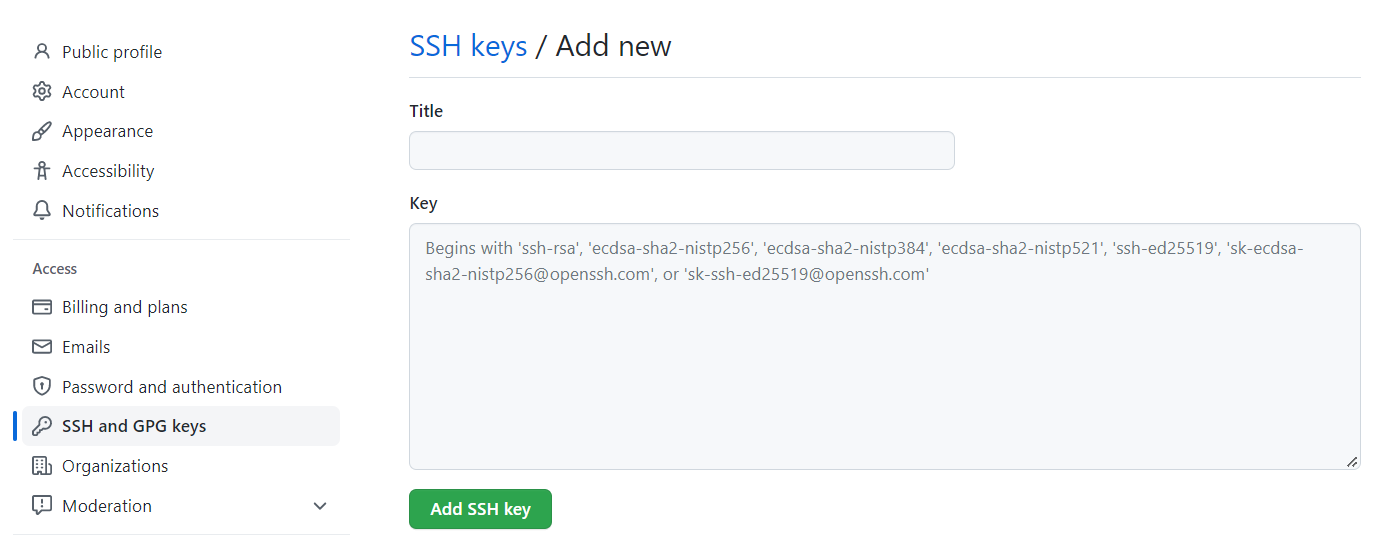 Public profile
Account
Appearance
Accessibility
Notifications
Access
Billing and plans
Emails
Password and authentication
SSH and GPG keys
Organizations
Moderation
SSH keys / Add new
Title
Key
Begins with 'ssh-rsa', 'ecdsa-sha2-nistp256', 'ecdsa-sha2-nistp384', 'ecdsa-sha2-nistp521', 'ssh-ed25519', 'sk-ecdsa-
sha2-nistp256@openssh.com', or 'sk-ssh-ed25519@openssh.com'
Add SSH key